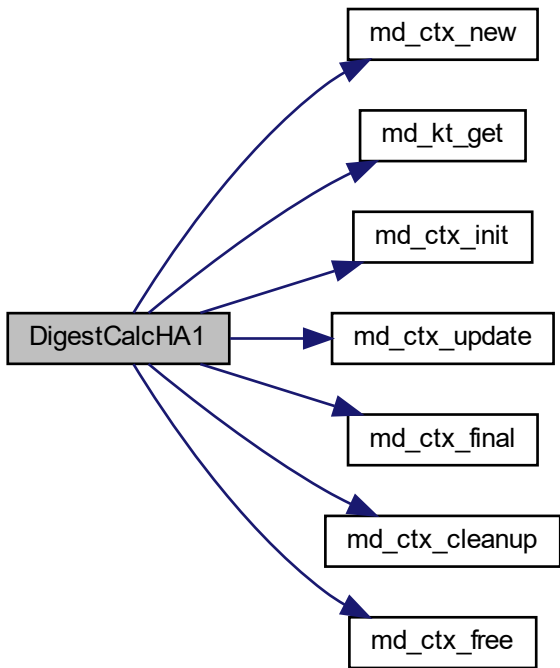 md_ctx_new
md_kt_get
md_ctx_init
DigestCalcHA1
md_ctx_update
md_ctx_final
md_ctx_cleanup
md_ctx_free